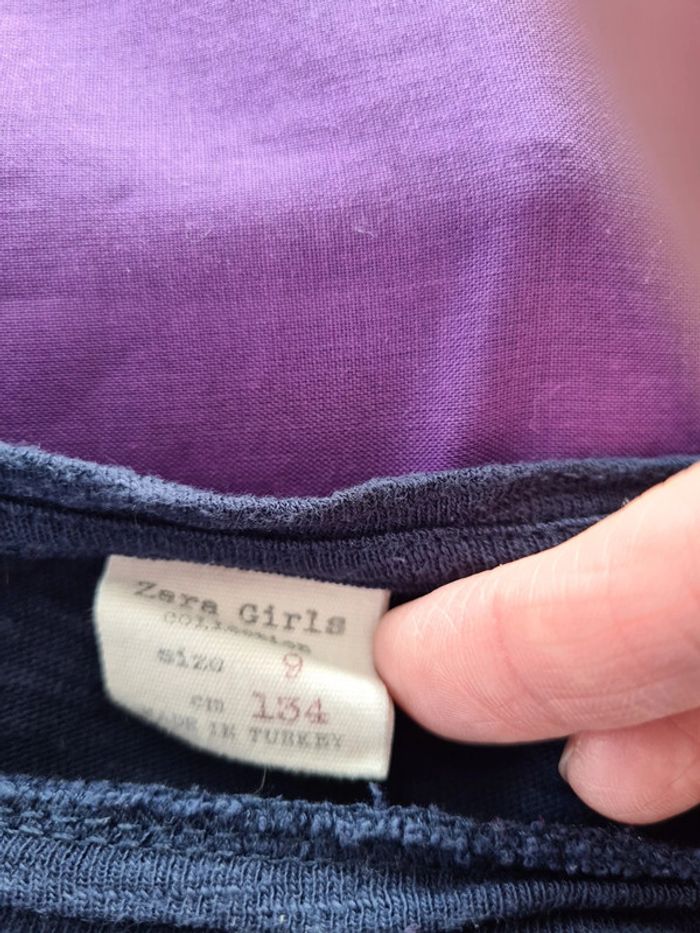 Zara Girls
COLLection
size 9
cm 134
MADE IN TURKEY